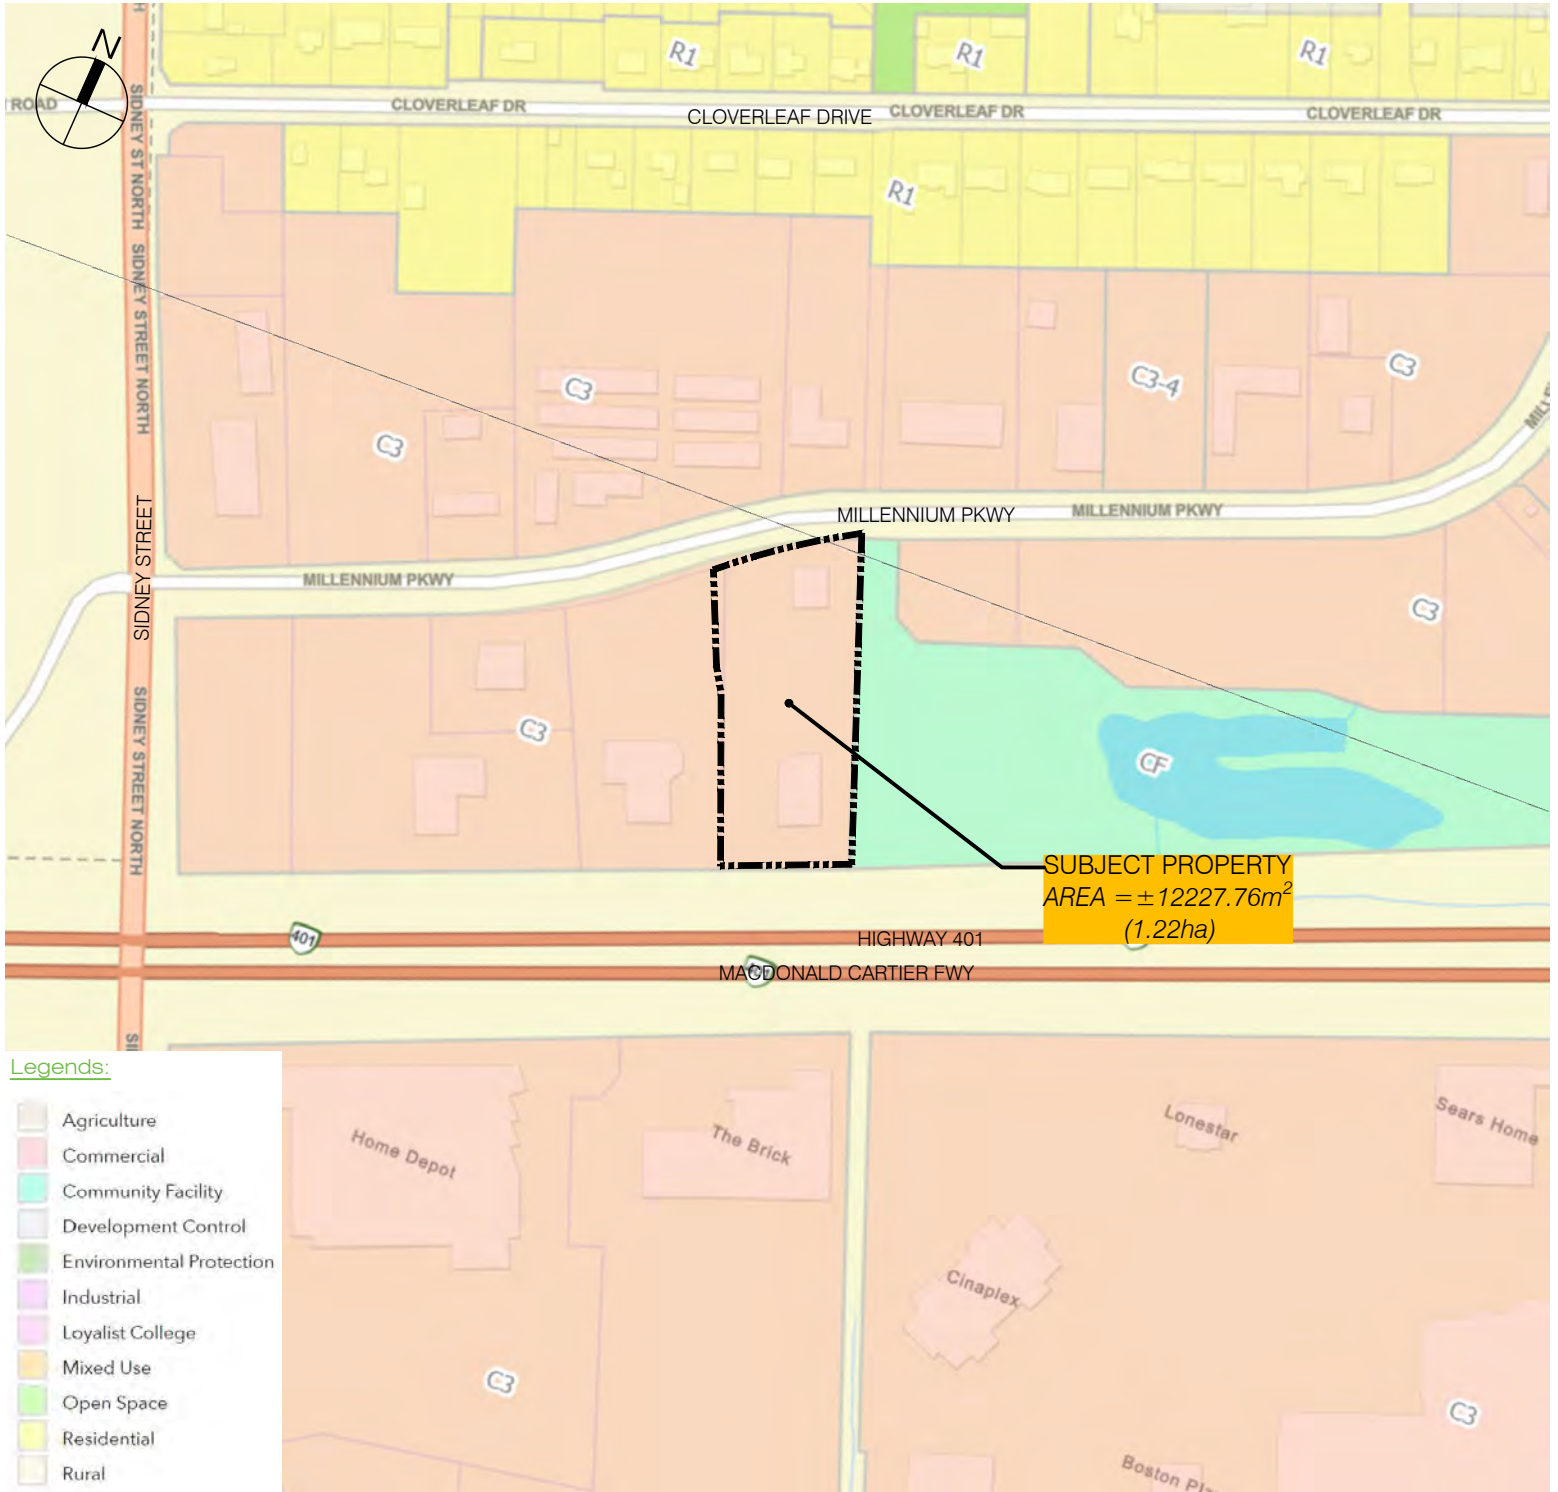 N
H
R1
R1
R1
ROAD
CLOVERLEAF DR
CLOVERLEAF DRIVE
CLOVERLEAF DR
CLOVERLEAF DR
SIDNEY ST NORTH
R1
SIDNEY STREET NORTH
C3
C3
C3-4
C3
SIDNEY STREET
MILLENNIUM PKWY
MILLENNIUM PKWY
MILLENNIUM PKWY
C3
SIDNEY STREET NORTH
C3
CF
SUBJECT PROPERTY
AREA = ±12227.76m²
(1.22ha)
401
HIGHWAY 401
MACDONALD CARTIER FWY
Legends:
Agriculture
Commercial
Community Facility
Development Control
Environmental Protection
Industrial
Loyalist College
Mixed Use
Open Space
Residential
Rural
Home Depot
The Brick
Lonestar
Sears Home
Cinaplex
C3
C3
Boston